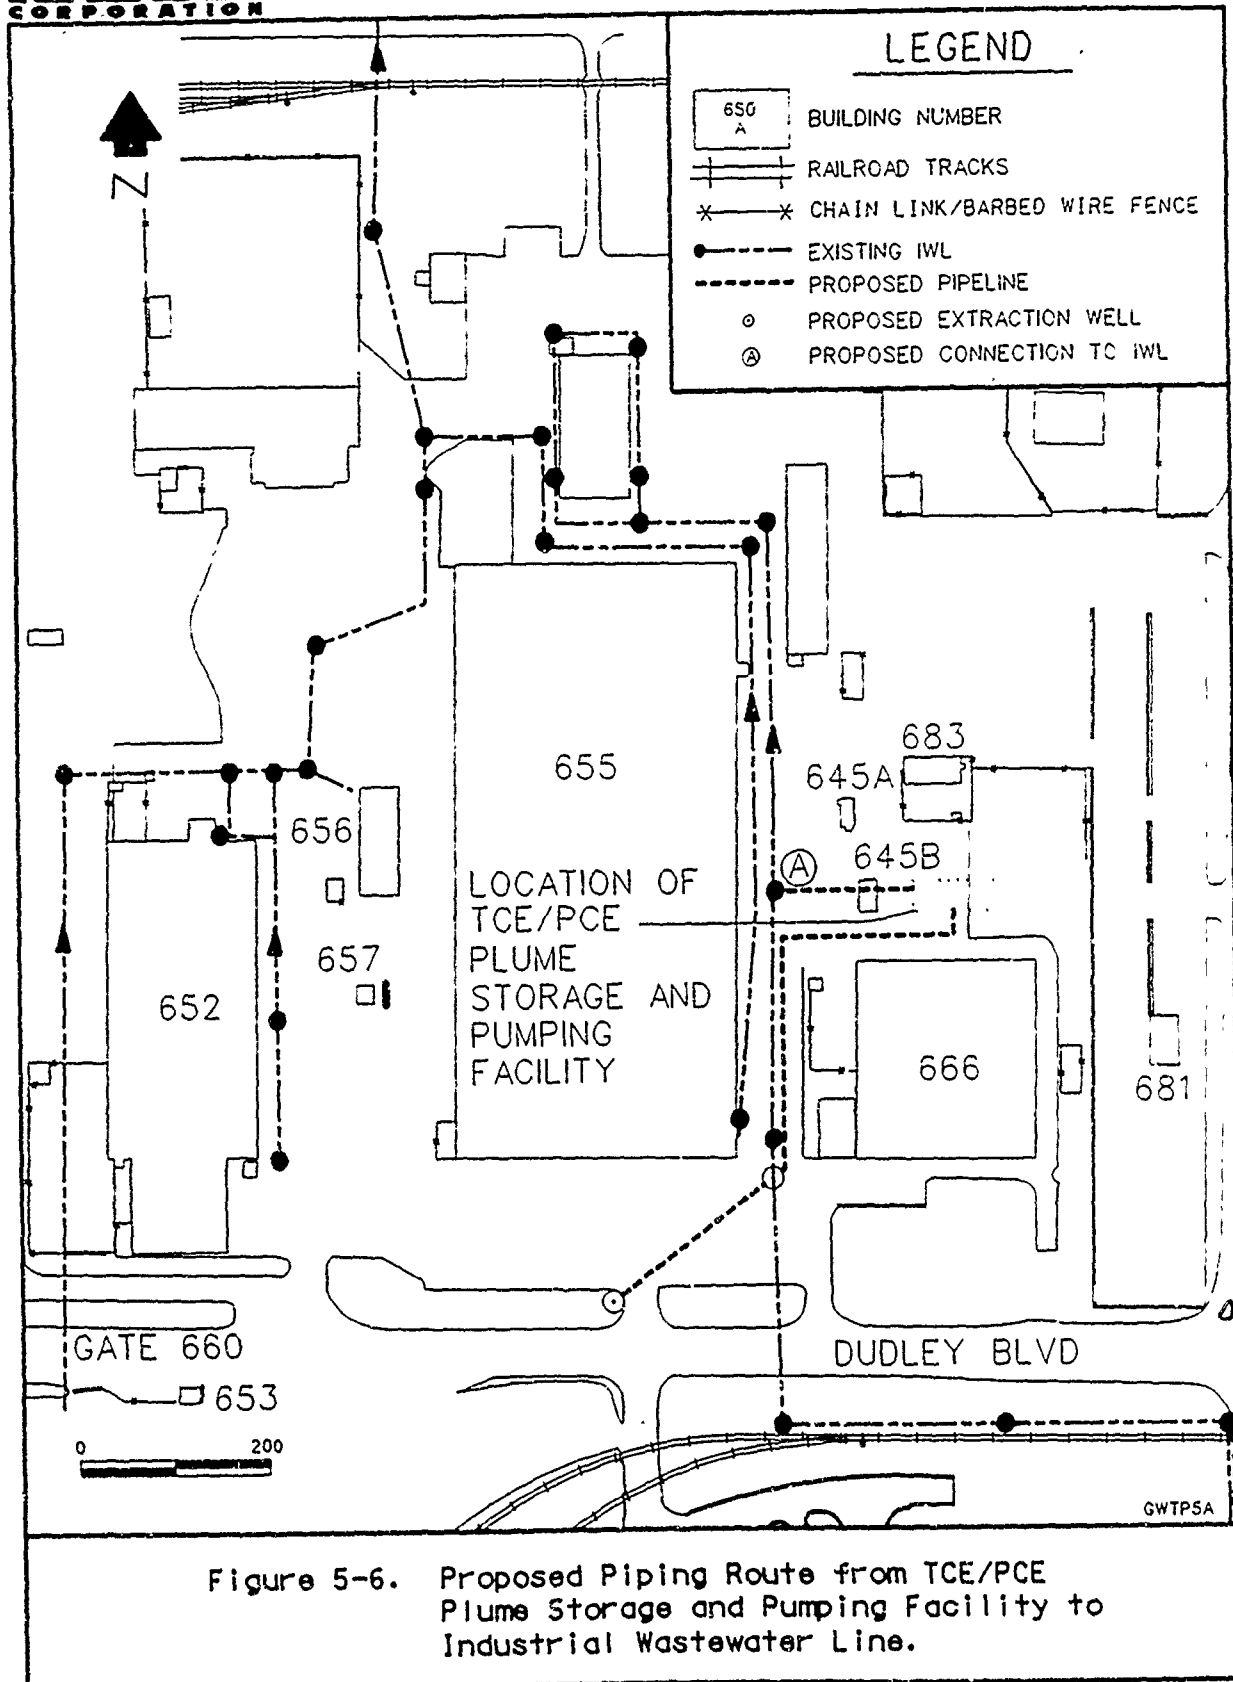 CORPORATION
LEGEND
650
A
BUILDING NUMBER
RAILROAD TRACKS
CHAIN LINK/BARBED WIRE FENCE
EXISTING IWL
PROPOSED PIPELINE
PROPOSED EXTRACTION WELL
A PROPOSED CONNECTION TO IWL
N
683
655
645A
656
A
645B
LOCATION OF
TCE/PCE
PLUME
STORAGE AND
PUMPING
FACILITY
657
652
666
681
GATE 660
DUDLEY BLVD
653
0 200
GWTP5A
Figure 5-6. Proposed Piping Route from TCE/PCE
Plume Storage and Pumping Facility to
Industrial Wastewater Line.